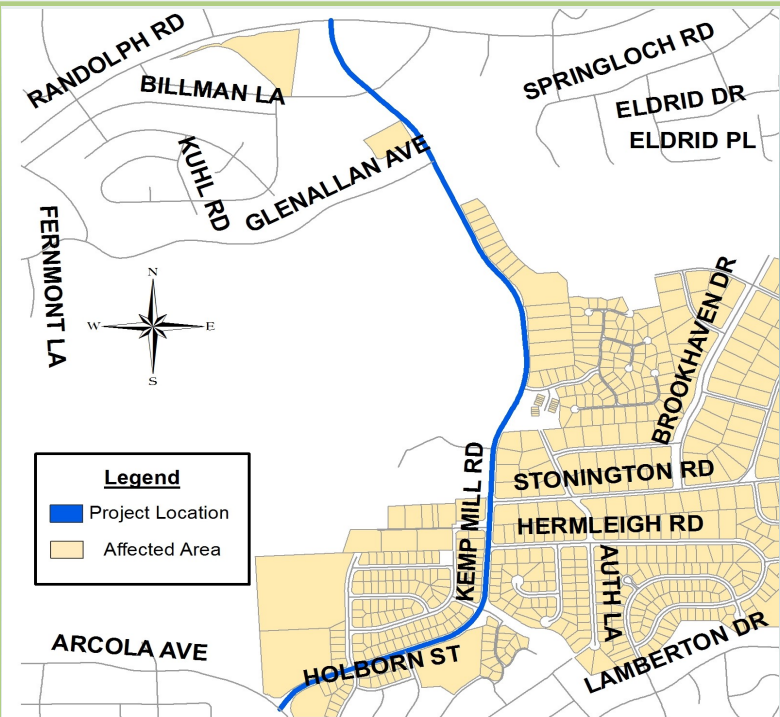 RANDOLPH RD
SPRINGLOCH RD
BILLMAN LA
ELDRID DR
ELDRID PL
KUHL RD
GLENALLAN AVE
FERNMONT LA
N
W
E
S
BROOKHAVEN DR
Legend
Project Location
Affected Area
KEMP MILL RD
STONINGTON RD
HERMLEIGH RD
AUTH LA
ARCOLA AVE
HOLBORN ST
LAMBERTON DR